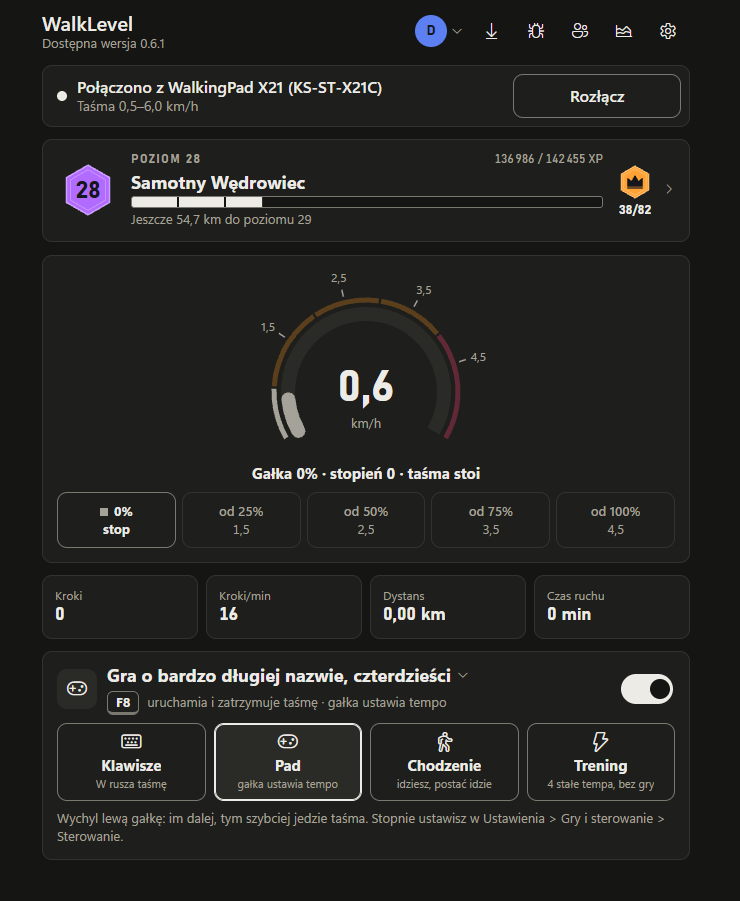 WalkLevel
Dostępna wersja 0.6.1
D
Połączono z WalkingPad X21 (KS-ST-X21C)
Taśma 0,5–6,0 km/h
Rozłącz
POZIOM 28
136 986 / 142 455 XP
28
Samotny Wędrowiec
38/82
Jeszcze 54,7 km do poziomu 29
2,5
3,5
1,5
4,5
0,6
km/h
Gałka 0% · stopień 0 · taśma stoi
0%
stop
od 25%
1,5
od 50%
2,5
od 75%
3,5
od 100%
4,5
Kroki
0
Kroki/min
16
Dystans
0,00 km
Czas ruchu
0 min
Gra o bardzo długiej nazwie, czterdzieści
F8 uruchamia i zatrzymuje taśmę · gałka ustawia tempo
Klawisze
W rusza taśmę
Pad
gałka ustawia tempo
Chodzenie
idziesz, postać idzie
Trening
4 stałe tempa, bez gry
Wychyl lewą gałkę: im dalej, tym szybciej jedzie taśma. Stopnie ustawisz w Ustawienia > Gry i sterowanie >
Sterowanie.